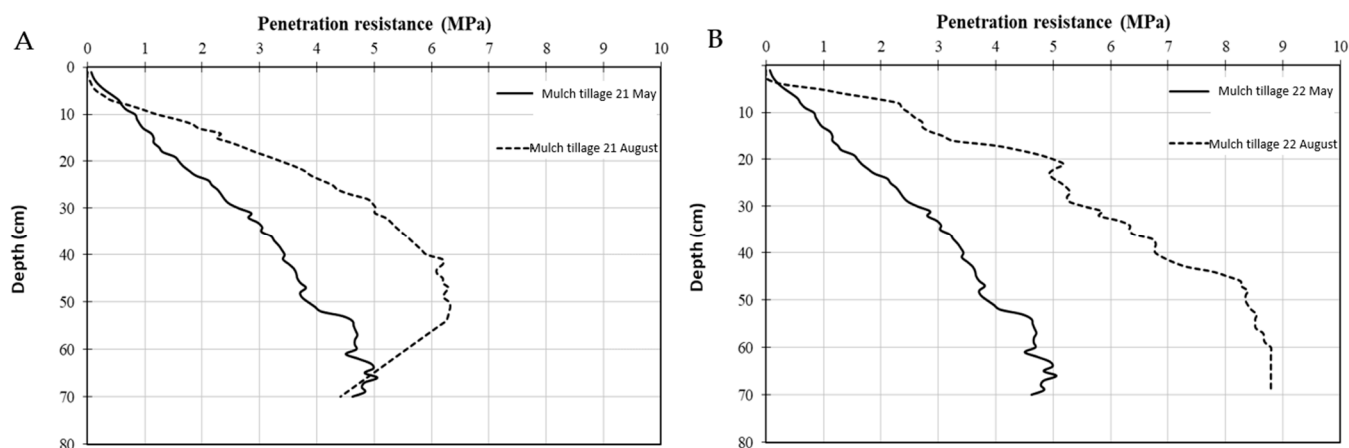 A
Penetration resistance (MPa)
0 1 2 3 4 5 6 7 8 9 10
0
10
20
30
40
50
60
70
80
Depth (cm)
Mulch tillage 21 May
Mulch tillage 21 August
B
Penetration resistance (MPa)
0 1 2 3 4 5 6 7 8 9 10
10
20
30
40
50
60
70
80
Depth (cm)
Mulch tillage 22 May
Mulch tillage 22 August